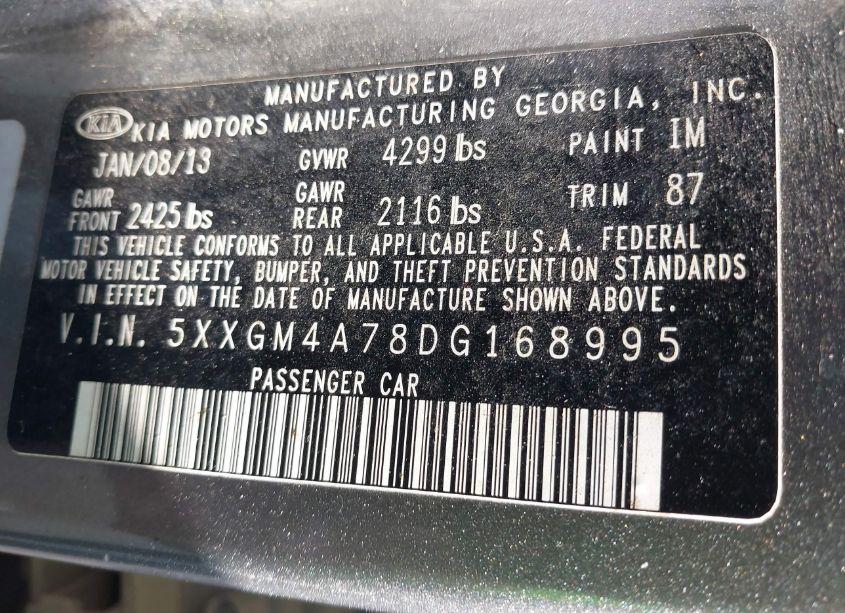 MANUFACTURED BY
KIA KIA MOTORS MANUFACTURING GEORGIA, INC.
JAN/08/13 GVWR 4299 lbs PAINT IM
GAWR FRONT 2425 lbs GAWR REAR 2116 lbs TRIM 87
THIS VEHICLE CONFORMS TO ALL APPLICABLE U.S.A. FEDERAL
MOTOR VEHICLE SAFETY, BUMPER, AND THEFT PREVENTION STANDARDS
IN EFFECT ON THE DATE OF MANUFACTURE SHOWN ABOVE.
V.I.N. 5XXGM4A78DG168995
PASSENGER CAR